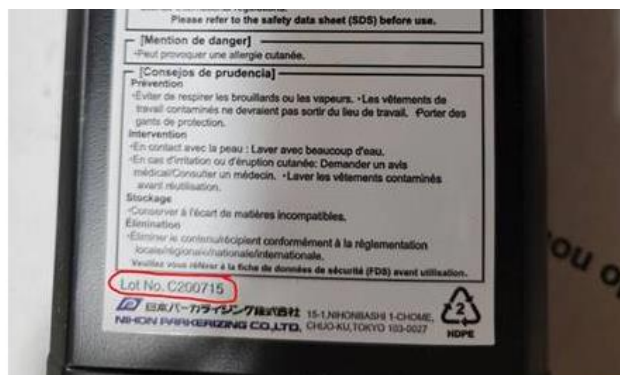 Please refer to the safety data sheet (SDS) before use.
[Mention de danger]
・Peut provoquer une allergie cutanée.
[Consejos de prudencia]
Prévention
・Éviter de respirer les brouillards ou les vapeurs. ・Les vêtements de
travail contaminés ne devraient pas sortir du lieu de travail. ・Porter des
gants de protection.
Intervention
・En contact avec la peau : Laver avec beaucoup d'eau.
・En cas d'irritation ou d'éruption cutanée: Demander un avis
médical/Consulter un médecin. ・Laver les vêtements contaminés
avant réutilisation.
Stockage
・Conserver à l'écart de matières incompatibles.
Élimination
・Éliminer le contenu/récipient conformément à la réglementation
locale/régionale/nationale/internationale.
Veuillez vous référer à la fiche de données de sécurité (FDS) avant utilisation.
Lot No. C200715
日本パーカライジング株式会社 15-1,NIHONBASHI 1-CHOME,
NIHON PARKERIZING CO.,LTD. CHUO-KU,TOKYO 103-0027
2
HDPE